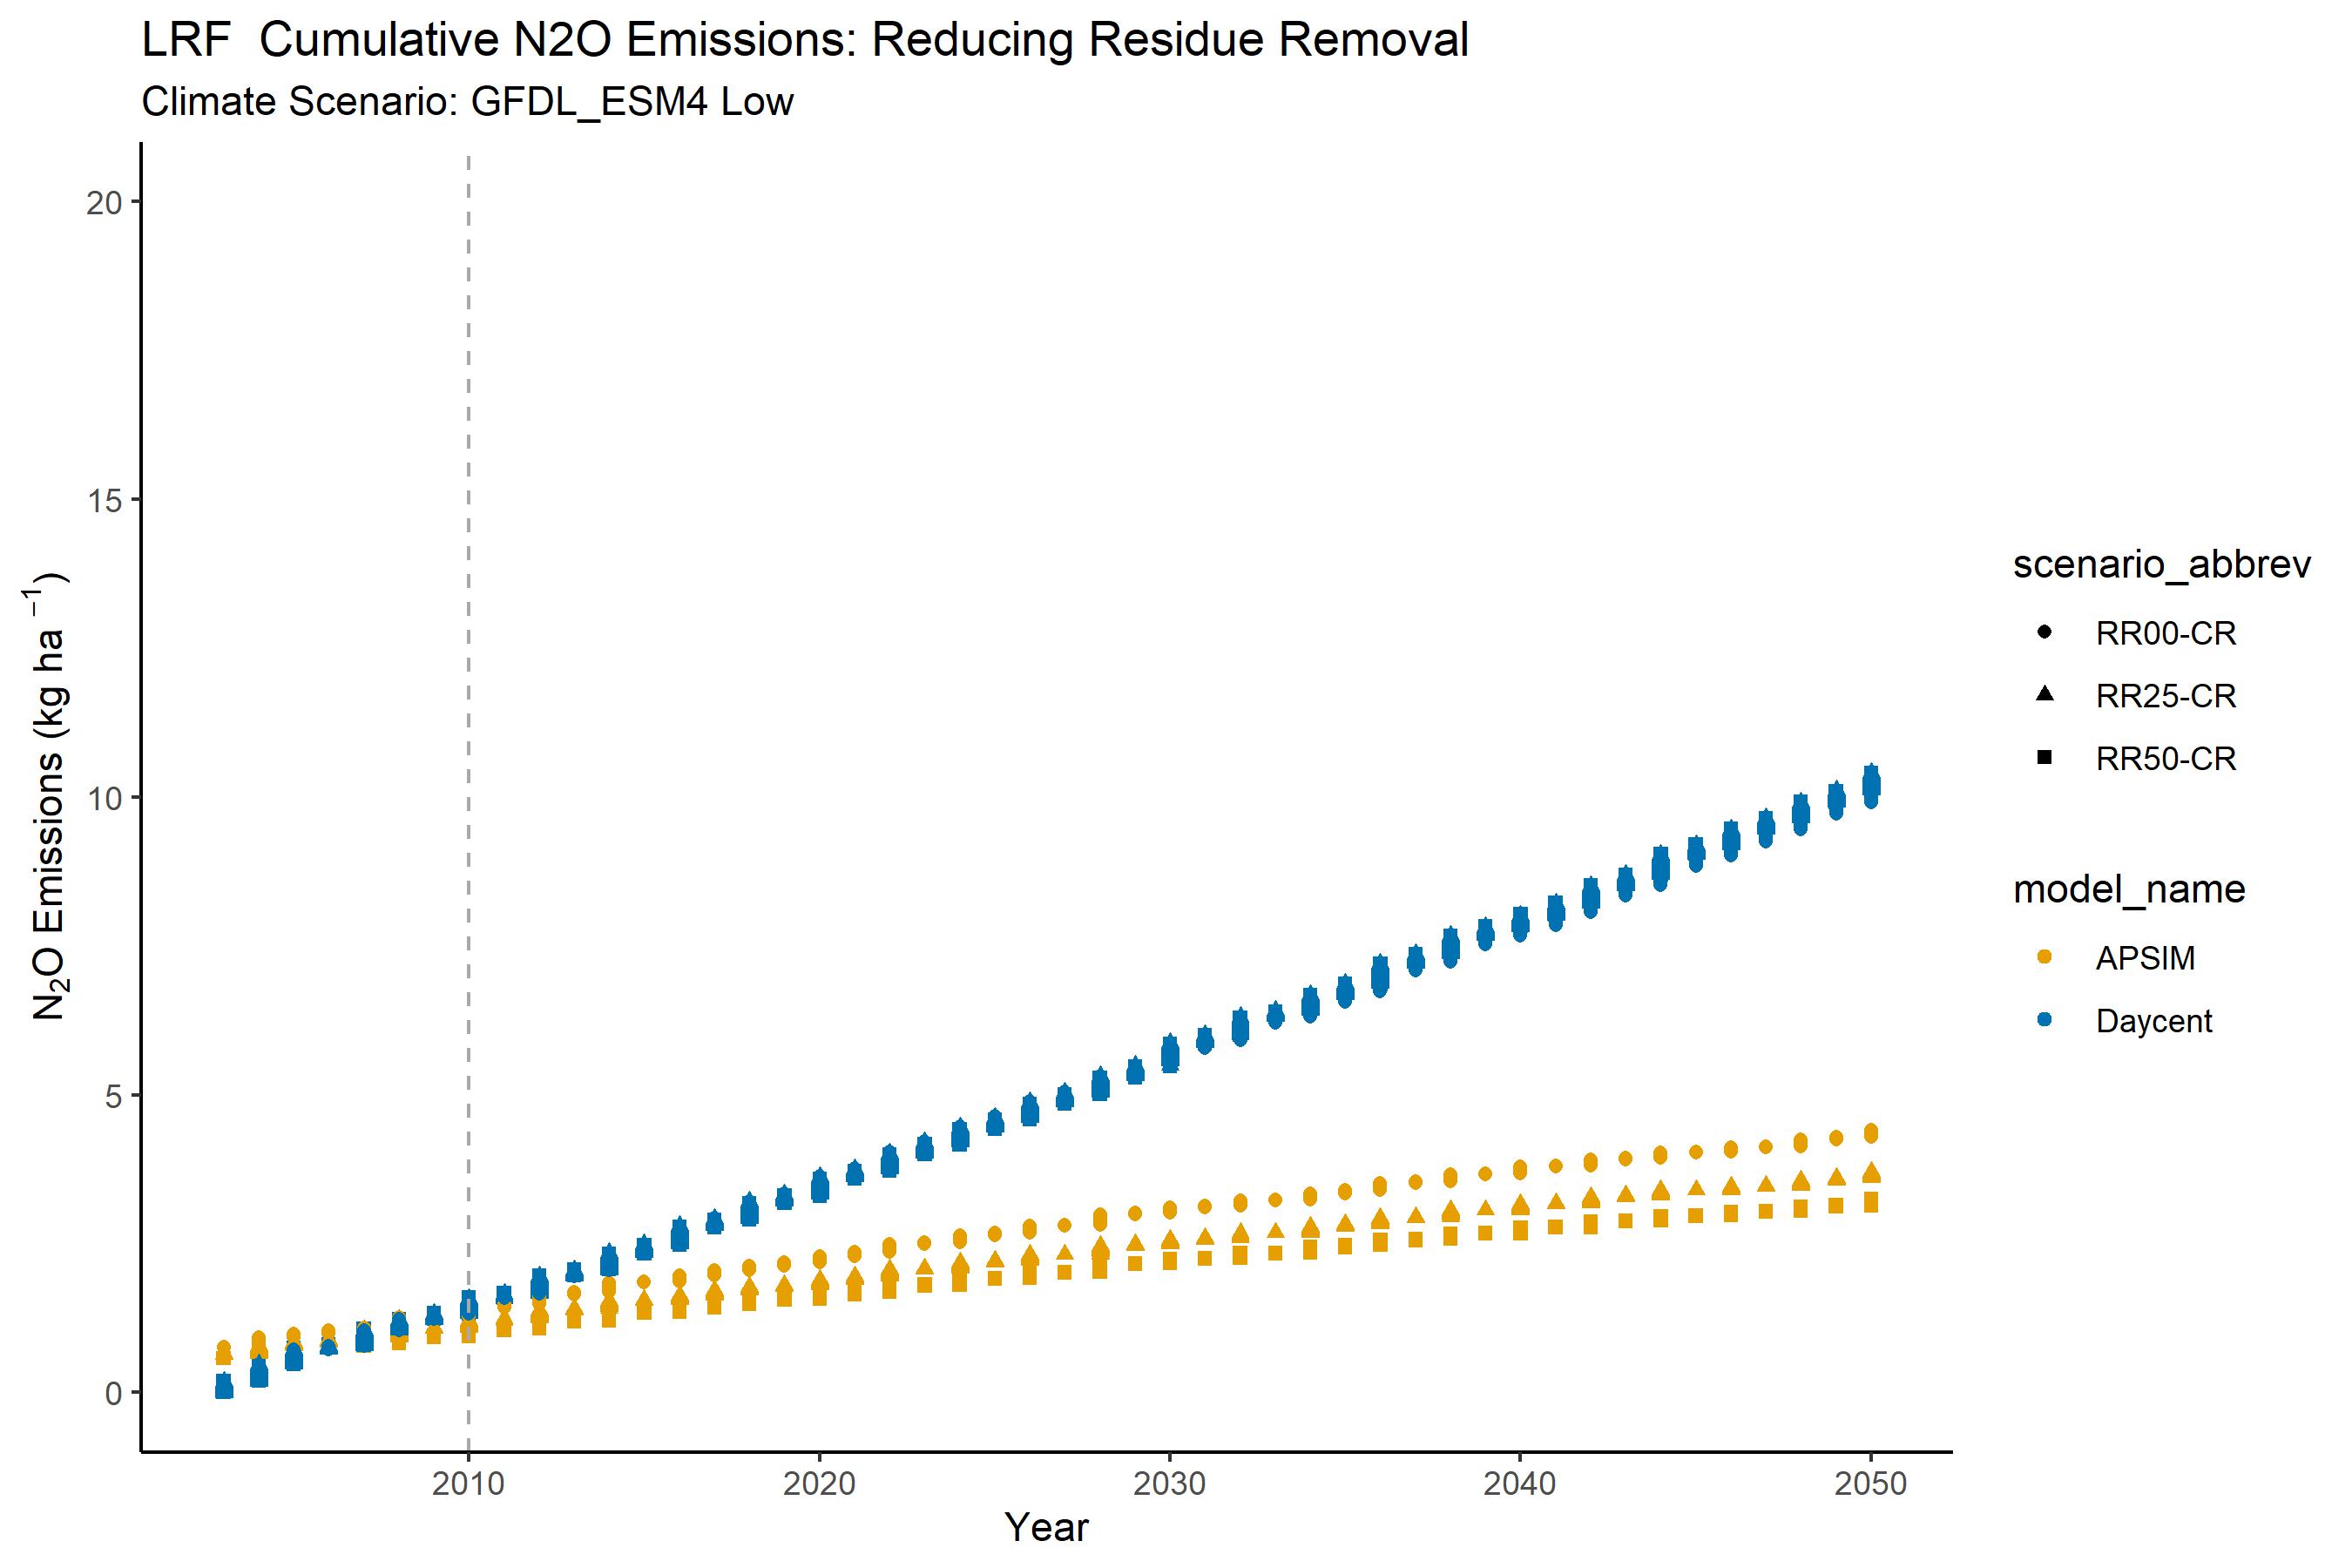 LRF  Cumulative N2O Emissions: Reducing Residue Removal
Climate Scenario: GFDL_ESM4 Low
N₂O Emissions (kg ha ⁻¹)
20
15
10
5
0
2010
2020
2030
2040
2050
Year
scenario_abbrev
RR00-CR
RR25-CR
RR50-CR
model_name
APSIM
Daycent